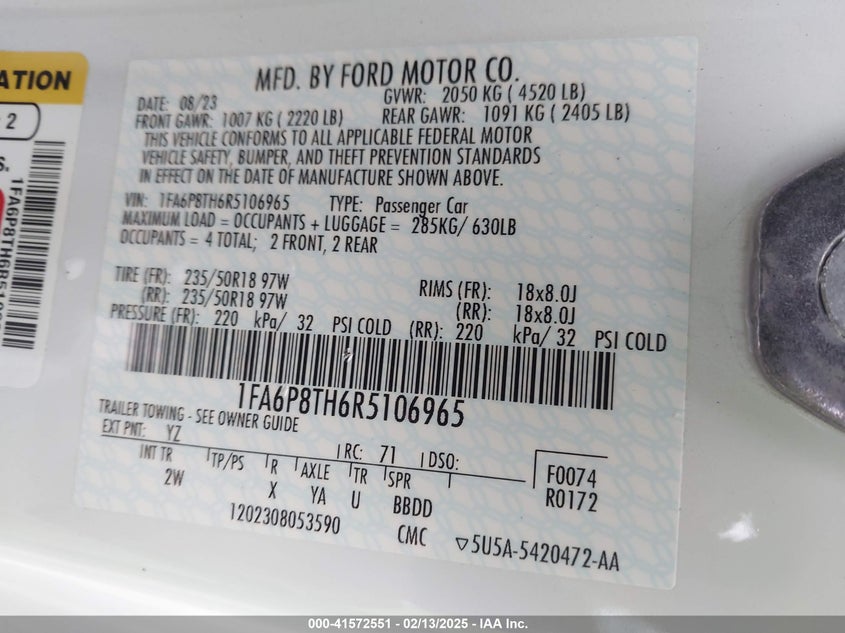 ATION
2
S.
MFD. BY FORD MOTOR CO.
DATE: 08/23 GVWR: 2050 KG ( 4520 LB)
FRONT GAWR: 1007 KG ( 2220 LB) REAR GAWR: 1091 KG ( 2405 LB)
THIS VEHICLE CONFORMS TO ALL APPLICABLE FEDERAL MOTOR
VEHICLE SAFETY, BUMPER, AND THEFT PREVENTION STANDARDS
IN EFFECT ON THE DATE OF MANUFACTURE SHOWN ABOVE.
VIN: 1FA6P8TH6R5106965 TYPE: Passenger Car
MAXIMUM LOAD = OCCUPANTS + LUGGAGE = 285KG/ 630LB
OCCUPANTS = 4 TOTAL; 2 FRONT, 2 REAR
TIRE (FR): 235/50R18 97W RIMS (FR): 18x8.0J
(RR): 235/50R18 97W (RR): 18x8.0J
PRESSURE (FR): 220 kPa/ 32 PSI COLD (RR): 220 kPa/ 32 PSI COLD
1FA6P8TH6R5106965
TRAILER TOWING - SEE OWNER GUIDE
EXT PNT: YZ RC: 71 DSO:
INT TR TP/PS R AXLE TR SPR F0074
2W X YA U BBDD R0172
1202308053590 CMC ▽5U5A-5420472-AA
000-41572551 - 02/13/2025 - IAA Inc.